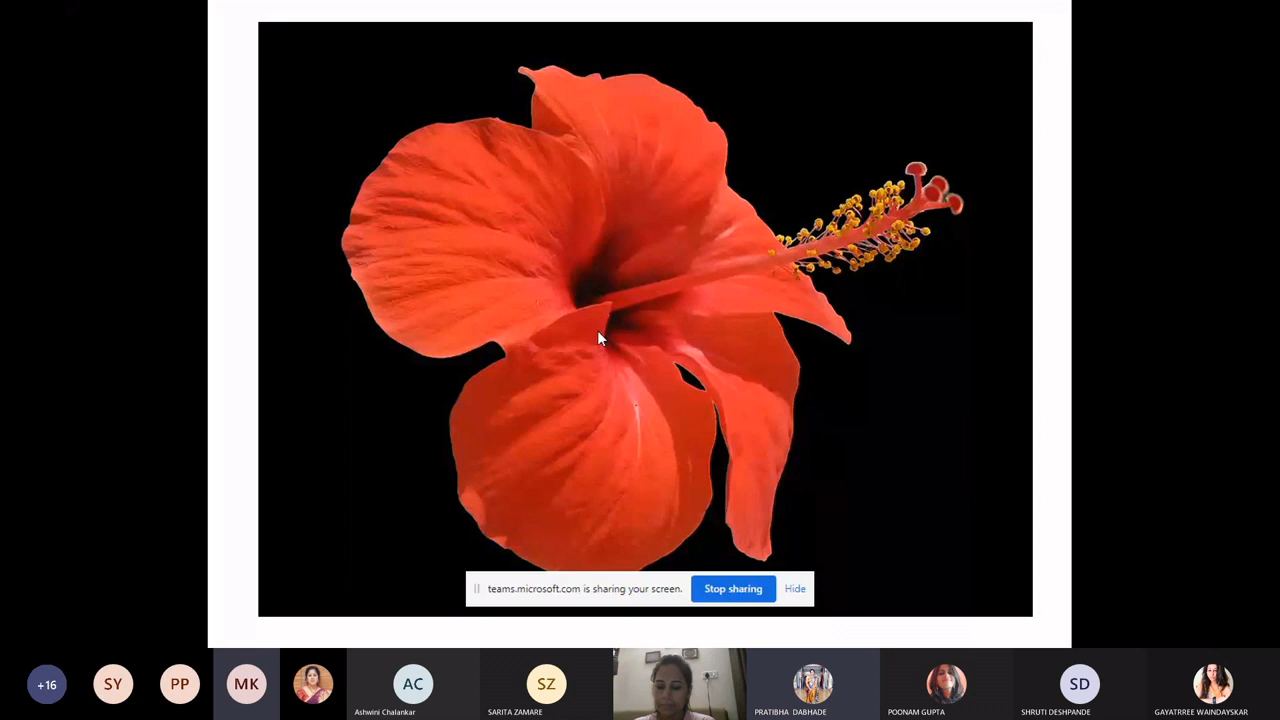 teams.microsoft.com is sharing your screen.
Stop sharing
Hide
+16
SY
PP
MK
AC
Ashwini Chalankar
SZ
SARITA ZAMARE
PRATIBHA DABHADE
POONAM GUPTA
SD
SHRUTI DESHPANDE
GAYATRREE WAINDAYSKAR